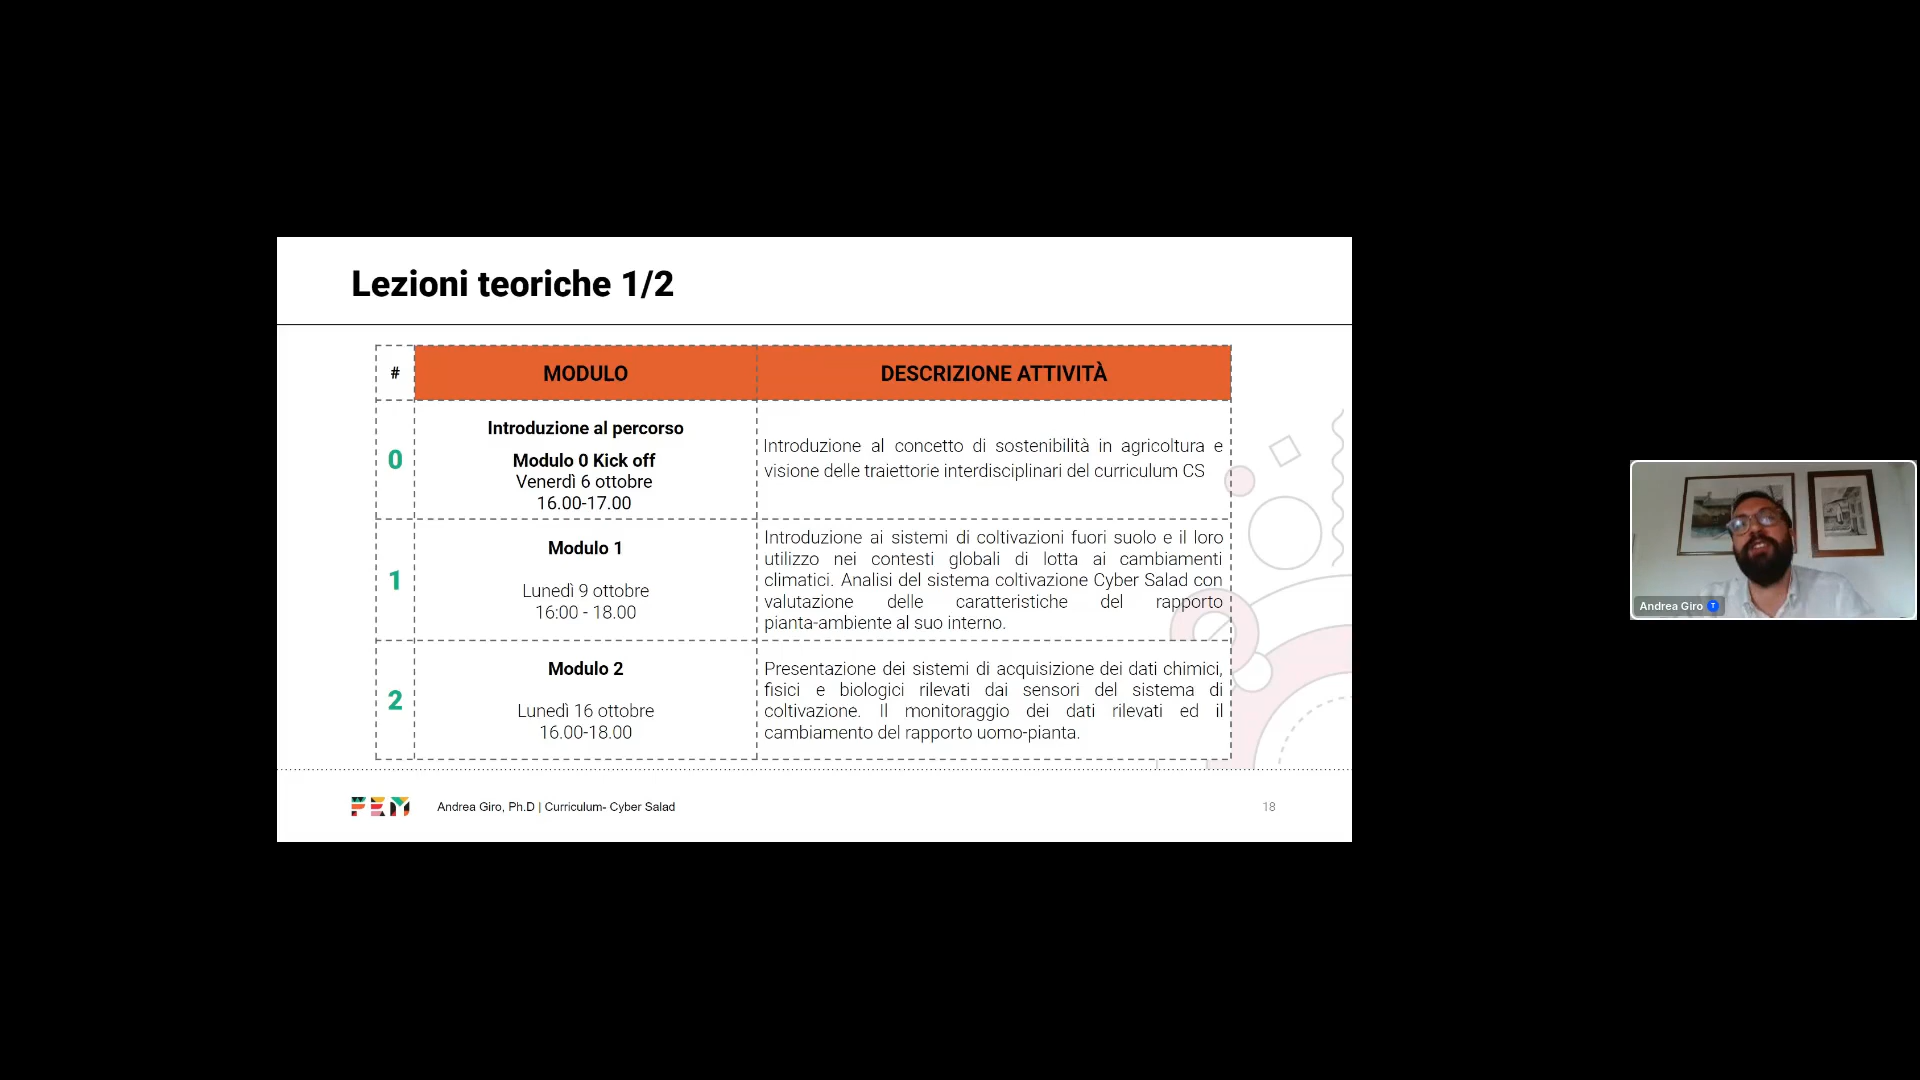 Lezioni teoriche 1/2
#
MODULO
DESCRIZIONE ATTIVITÀ
0
Introduzione al percorso
Modulo 0 Kick off
Venerdì 6 ottobre
16.00-17.00
Introduzione al concetto di sostenibilità in agricoltura e
visione delle traiettorie interdisciplinari del curriculum CS
1
Modulo 1
Lunedì 9 ottobre
16:00 - 18.00
Introduzione ai sistemi di coltivazioni fuori suolo e il loro
utilizzo nei contesti globali di lotta ai cambiamenti
climatici. Analisi del sistema coltivazione Cyber Salad con
valutazione delle caratteristiche del rapporto
pianta-ambiente al suo interno.
2
Modulo 2
Lunedì 16 ottobre
16.00-18.00
Presentazione dei sistemi di acquisizione dei dati chimici,
fisici e biologici rilevati dai sensori del sistema di
coltivazione. Il monitoraggio dei dati rilevati ed il
cambiamento del rapporto uomo-pianta.
FEM
Andrea Giro, Ph.D | Curriculum- Cyber Salad
18
Andrea Giro
T